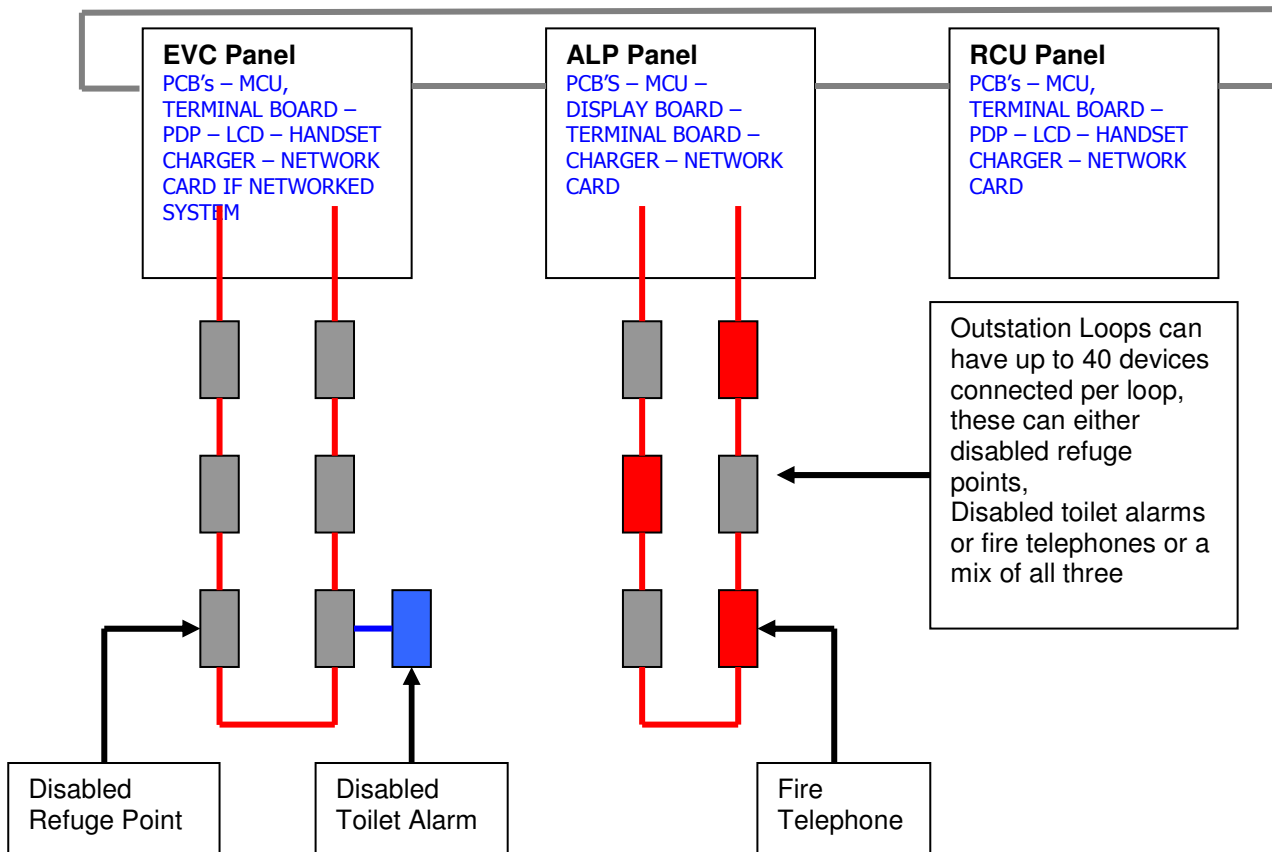 EVC Panel
PCB's – MCU,
TERMINAL BOARD –
PDP – LCD – HANDSET
CHARGER – NETWORK
CARD IF NETWORKED
SYSTEM
ALP Panel
PCB'S – MCU –
DISPLAY BOARD –
TERMINAL BOARD –
CHARGER – NETWORK
CARD
RCU Panel
PCB's – MCU,
TERMINAL BOARD –
PDP – LCD – HANDSET
CHARGER – NETWORK
CARD
Outstation Loops can
have up to 40 devices
connected per loop,
these can either
disabled refuge
points,
Disabled toilet alarms
or fire telephones or a
mix of all three
Disabled
Refuge Point
Disabled
Toilet Alarm
Fire
Telephone